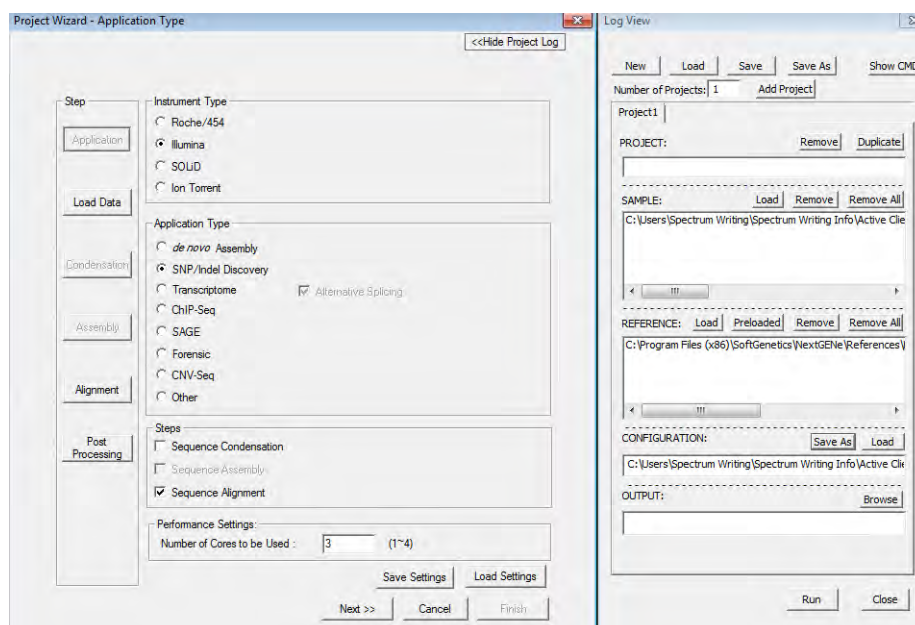 Project Wizard - Application Type
<<Hide Project Log
Step
Application
Load Data
Condensation
Assembly
Alignment
Post
Processing
Instrument Type
Roche/454
Illumina
SOLiD
Ion Torrent
Application Type
de novo Assembly
SNP/Indel Discovery
Transcriptome
Alternative Splicing
ChIP-Seq
SAGE
Forensic
CNV-Seq
Other
Steps
Sequence Condensation
Sequence Assembly
Sequence Alignment
Performance Settings:
Number of Cores to be Used : 3 (1~4)
Save Settings Load Settings
Next >> Cancel Finish
Log View
New Load Save Save As Show CMD
Number of Projects: 1 Add Project
Project1
PROJECT: Remove Duplicate
SAMPLE: Load Remove Remove All
C:\Users\Spectrum Writing\Spectrum Writing Info\Active Clie
REFERENCE: Load Preloaded Remove Remove All
C:\Program Files (x86)\SoftGenetics\NextGENe\References\
CONFIGURATION: Save As Load
C:\Users\Spectrum Writing\Spectrum Writing Info\Active Clie
OUTPUT: Browse
Run Close